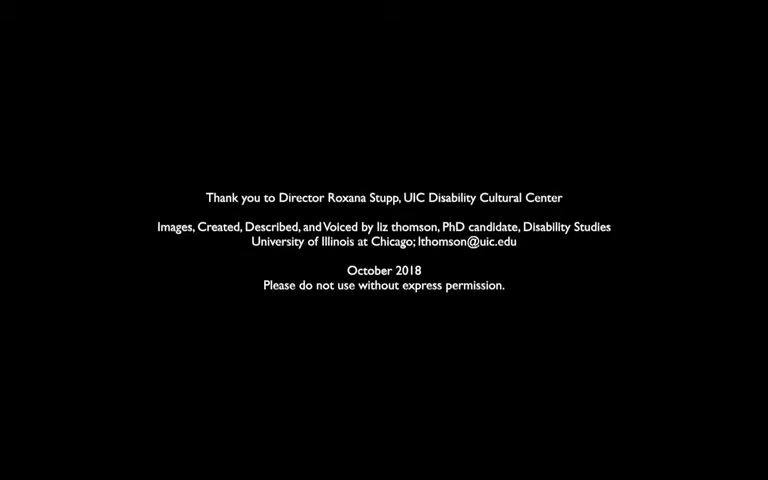 Thank you to Director Roxana Stupp, UIC Disability Cultural Center
Images, Created, Described, and Voiced by liz thomson, PhD candidate, Disability Studies
University of Illinois at Chicago; lthomson@uic.edu
October 2018
Please do not use without express permission.